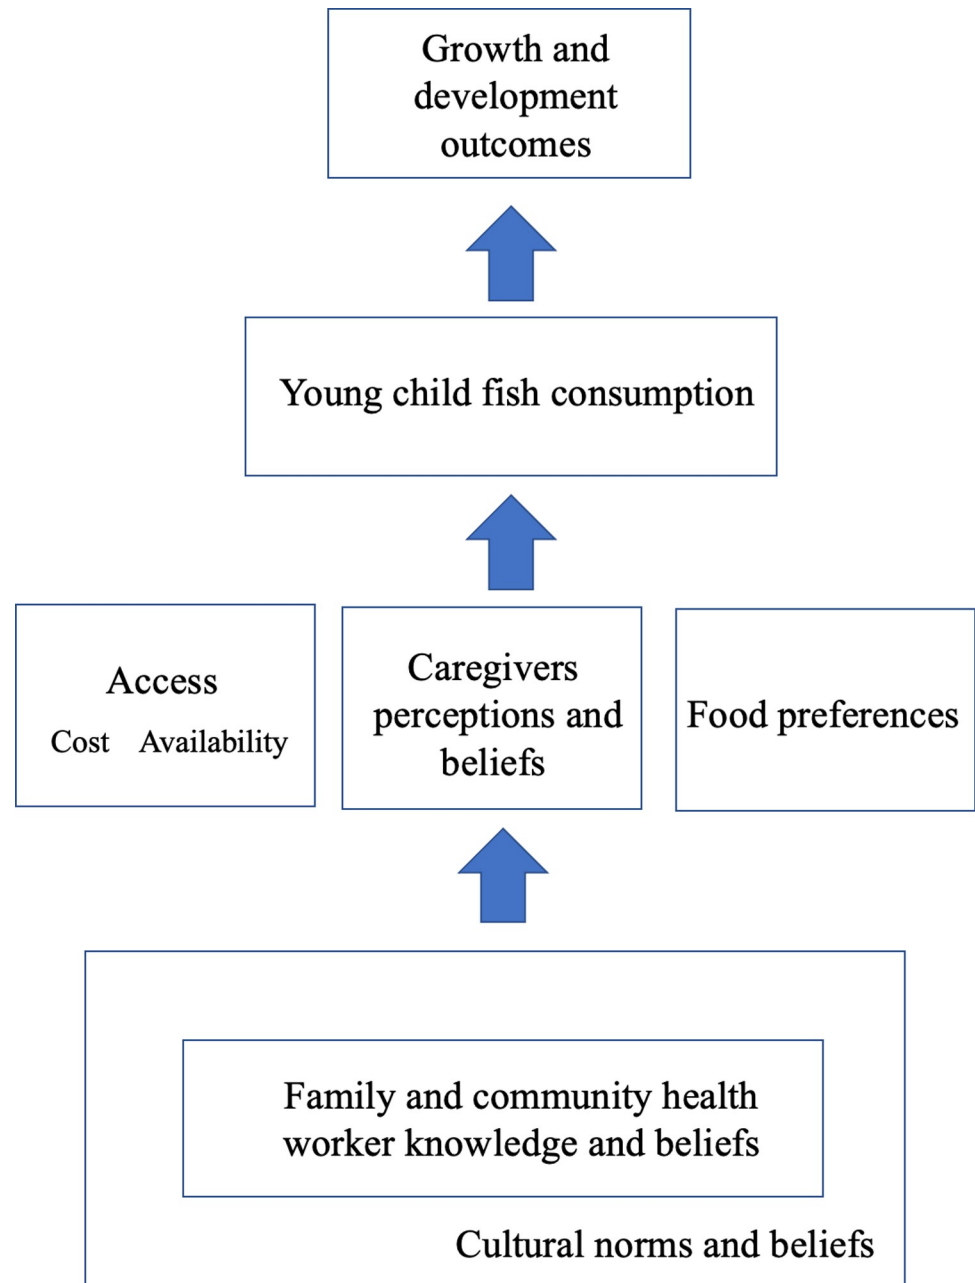 Growth and
development
outcomes
Young child fish consumption
Access
Cost Availability
Caregivers
perceptions and
beliefs
Food preferences
Family and community health
worker knowledge and beliefs
Cultural norms and beliefs